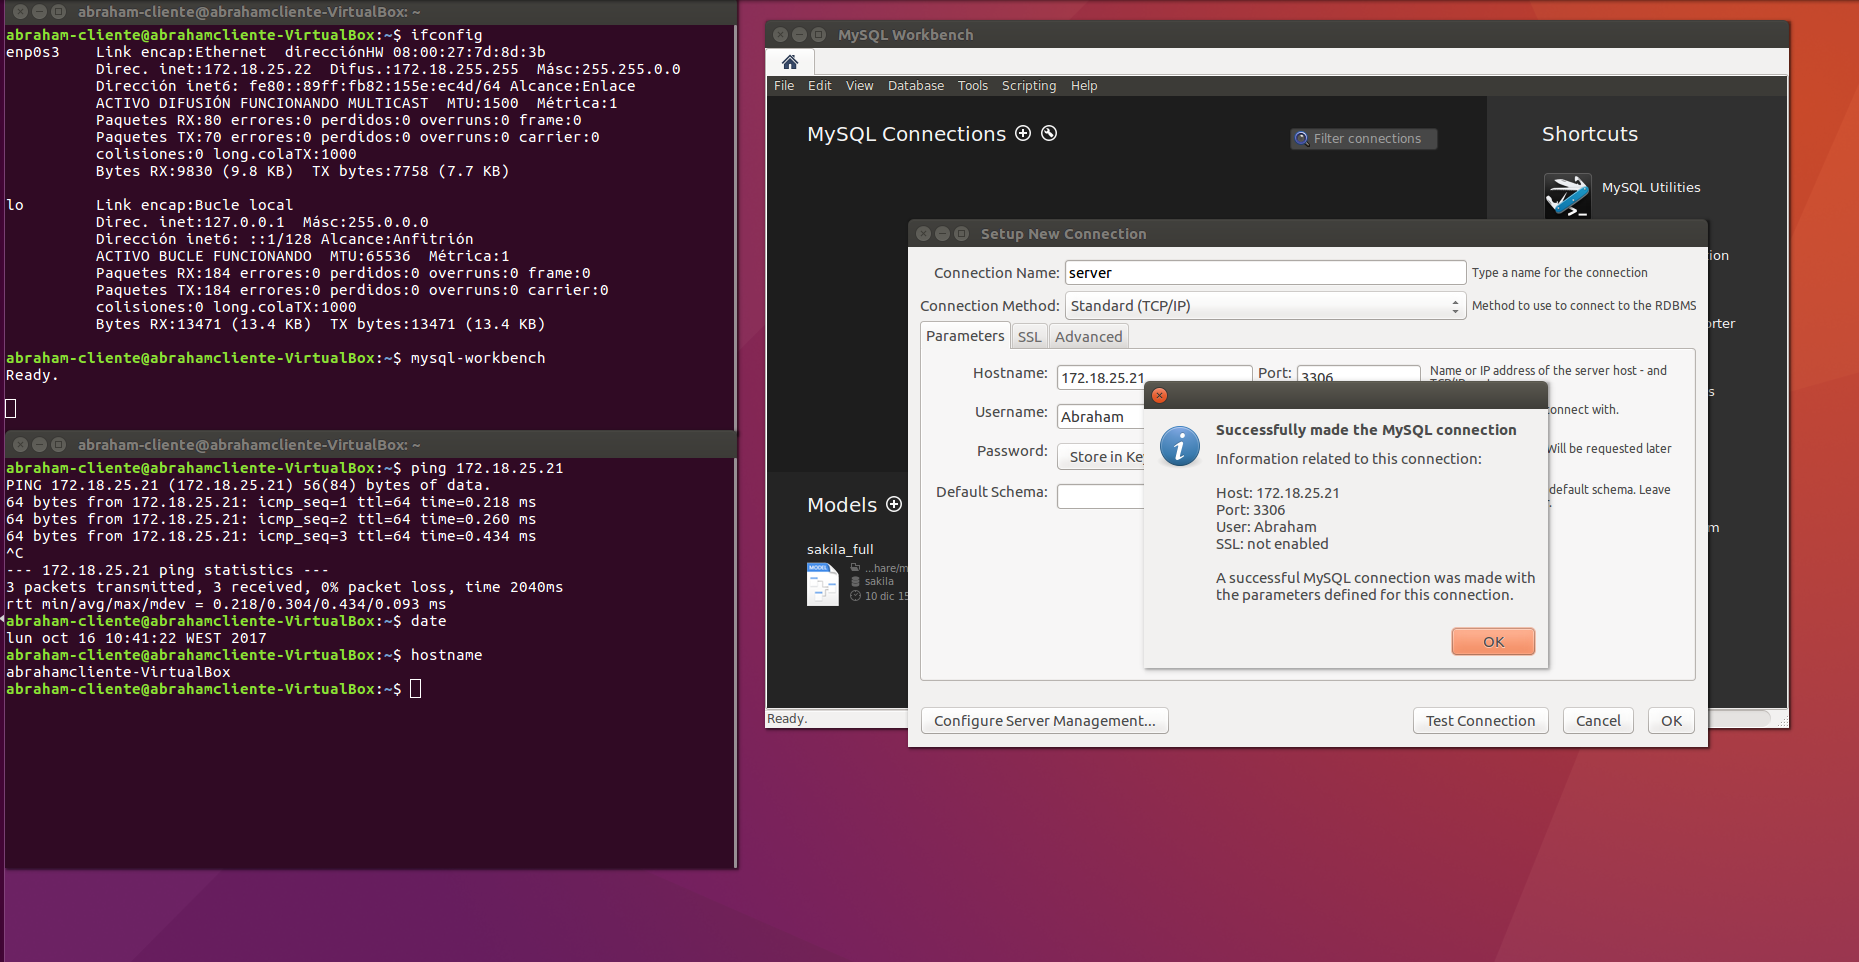 abraham-cliente@abrahamcliente-VirtualBox: ~
abraham-cliente@abrahamcliente-VirtualBox:~$ ifconfig
enp0s3    Link encap:Ethernet  direcciónHW 08:00:27:7d:8d:3b
Direc. inet:172.18.25.22  Difus.:172.18.255.255  Másc:255.255.0.0
Dirección inet6: fe80::89ff:fb82:155e:ec4d/64 Alcance:Enlace
ACTIVO DIFUSIÓN FUNCIONANDO MULTICAST  MTU:1500  Métrica:1
Paquetes RX:80 errores:0 perdidos:0 overruns:0 frame:0
Paquetes TX:70 errores:0 perdidos:0 overruns:0 carrier:0
colisiones:0 long.colaTX:1000
Bytes RX:9830 (9.8 KB)  TX bytes:7758 (7.7 KB)
lo        Link encap:Bucle local
Direc. inet:127.0.0.1  Másc:255.0.0.0
Dirección inet6: ::1/128 Alcance:Anfitrión
ACTIVO BUCLE FUNCIONANDO  MTU:65536  Métrica:1
Paquetes RX:184 errores:0 perdidos:0 overruns:0 frame:0
Paquetes TX:184 errores:0 perdidos:0 overruns:0 carrier:0
colisiones:0 long.colaTX:1000
Bytes RX:13471 (13.4 KB)  TX bytes:13471 (13.4 KB)
abraham-cliente@abrahamcliente-VirtualBox:~$ mysql-workbench
Ready.
abraham-cliente@abrahamcliente-VirtualBox: ~
abraham-cliente@abrahamcliente-VirtualBox:~$ ping 172.18.25.21
PING 172.18.25.21 (172.18.25.21) 56(84) bytes of data.
64 bytes from 172.18.25.21: icmp_seq=1 ttl=64 time=0.218 ms
64 bytes from 172.18.25.21: icmp_seq=2 ttl=64 time=0.260 ms
64 bytes from 172.18.25.21: icmp_seq=3 ttl=64 time=0.434 ms
^C
--- 172.18.25.21 ping statistics ---
3 packets transmitted, 3 received, 0% packet loss, time 2040ms
rtt min/avg/max/mdev = 0.218/0.304/0.434/0.093 ms
abraham-cliente@abrahamcliente-VirtualBox:~$ date
lun oct 16 10:41:22 WEST 2017
abraham-cliente@abrahamcliente-VirtualBox:~$ hostname
abrahamcliente-VirtualBox
abraham-cliente@abrahamcliente-VirtualBox:~$
MySQL Workbench
File Edit View Database Tools Scripting Help
MySQL Connections
Filter connections
Shortcuts
MySQL Utilities
ion
orter
s
m
Models
sakila_full
MODEL
...hare/m
sakila
10 dic 15
Ready.
Setup New Connection
Connection Name: server Type a name for the connection
Connection Method: Standard (TCP/IP) Method to use to connect to the RDBMS
Parameters SSL Advanced
Hostname: 172.18.25.21 Port: 3306 Name or IP address of the server host - and
Username: Abraham onnect with.
Password: Store in Ke Will be requested later
Default Schema: default schema. Leave
Successfully made the MySQL connection
Information related to this connection:
Host: 172.18.25.21
Port: 3306
User: Abraham
SSL: not enabled
A successful MySQL connection was made with
the parameters defined for this connection.
OK
Configure Server Management... Test Connection Cancel OK